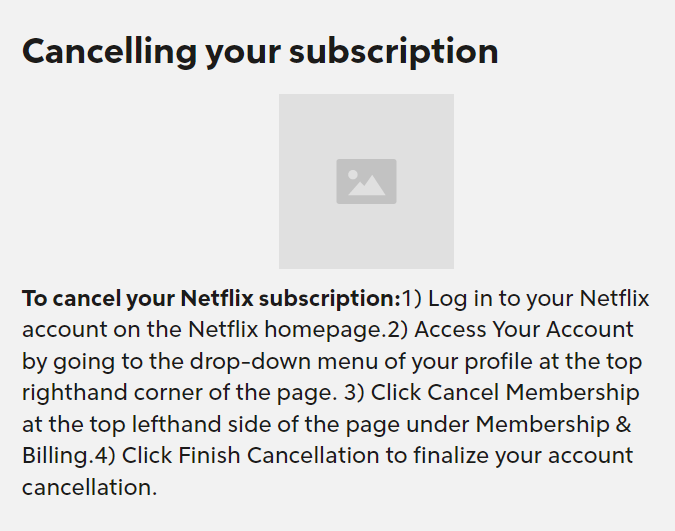 Cancelling your subscription
To cancel your Netflix subscription:1) Log in to your Netflix
account on the Netflix homepage.2) Access Your Account
by going to the drop-down menu of your profile at the top
righthand corner of the page. 3) Click Cancel Membership
at the top lefthand side of the page under Membership &
Billing.4) Click Finish Cancellation to finalize your account
cancellation.